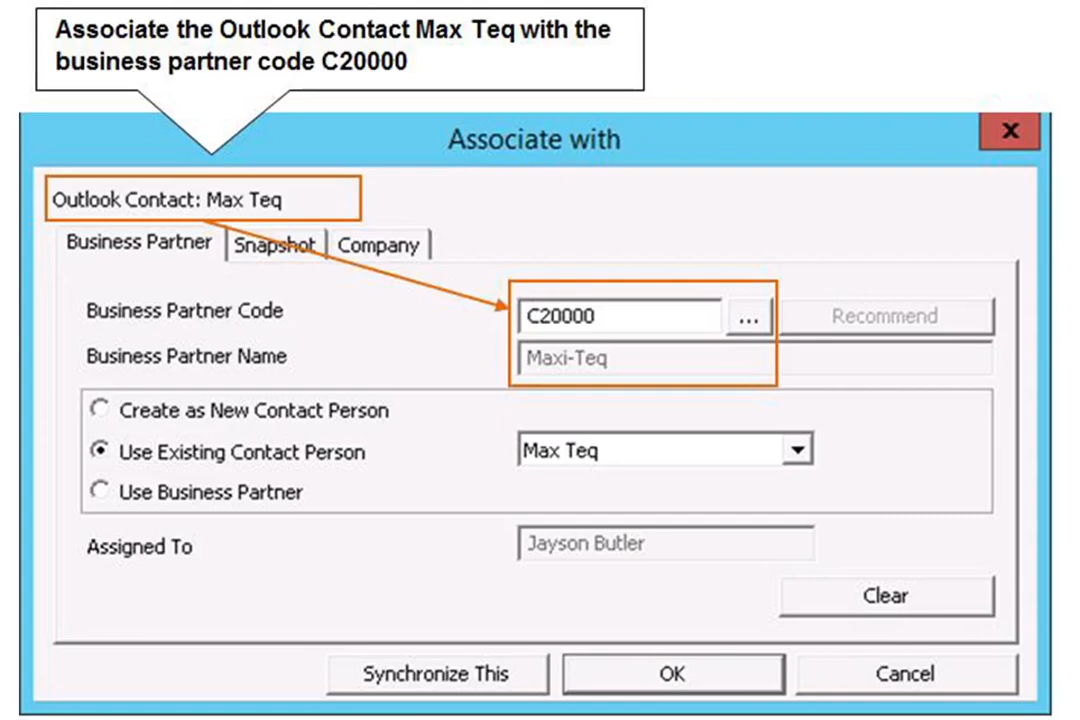 Associate the Outlook Contact Max Teq with the
business partner code C20000
Associate with
x
Outlook Contact: Max Teq
Business Partner Snapshot Company
Business Partner Code C20000 ... Recommend
Business Partner Name Maxi-Teq
Create as New Contact Person
Use Existing Contact Person Max Teq
Use Business Partner
Assigned To Jayson Butler
Clear
Synchronize This OK Cancel